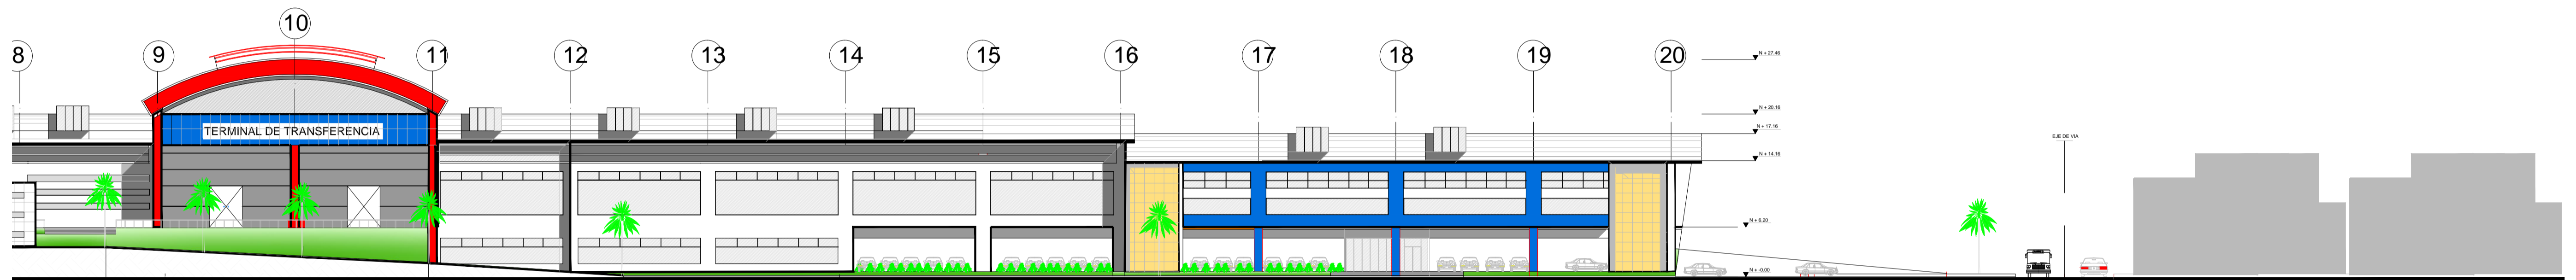 8
9
10
11
12
13
14
15
16
17
18
19
20
N + 27.46
N + 20.16
N + 17.16
N + 14.16
N + 6.20
N + -0.00
EJE DE VIA
TERMINAL DE TRANSFERENCIA